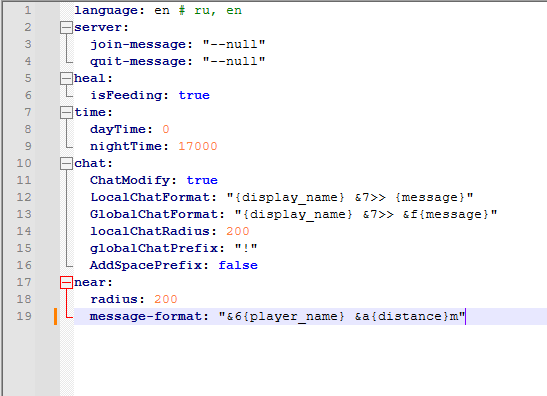 1 language: en # ru, en
2 server:
3   join-message: "--null"
4   quit-message: "--null"
5 heal:
6   isFeeding: true
7 time:
8   dayTime: 0
9   nightTime: 17000
10 chat:
11   ChatModify: true
12   LocalChatFormat: "{display_name} &7>> {message}"
13   GlobalChatFormat: "{display_name} &7>> &f{message}"
14   localChatRadius: 200
15   globalChatPrefix: "!"
16   AddSpacePrefix: false
17 near:
18   radius: 200
19   message-format: "&6{player_name} &a{distance}m"